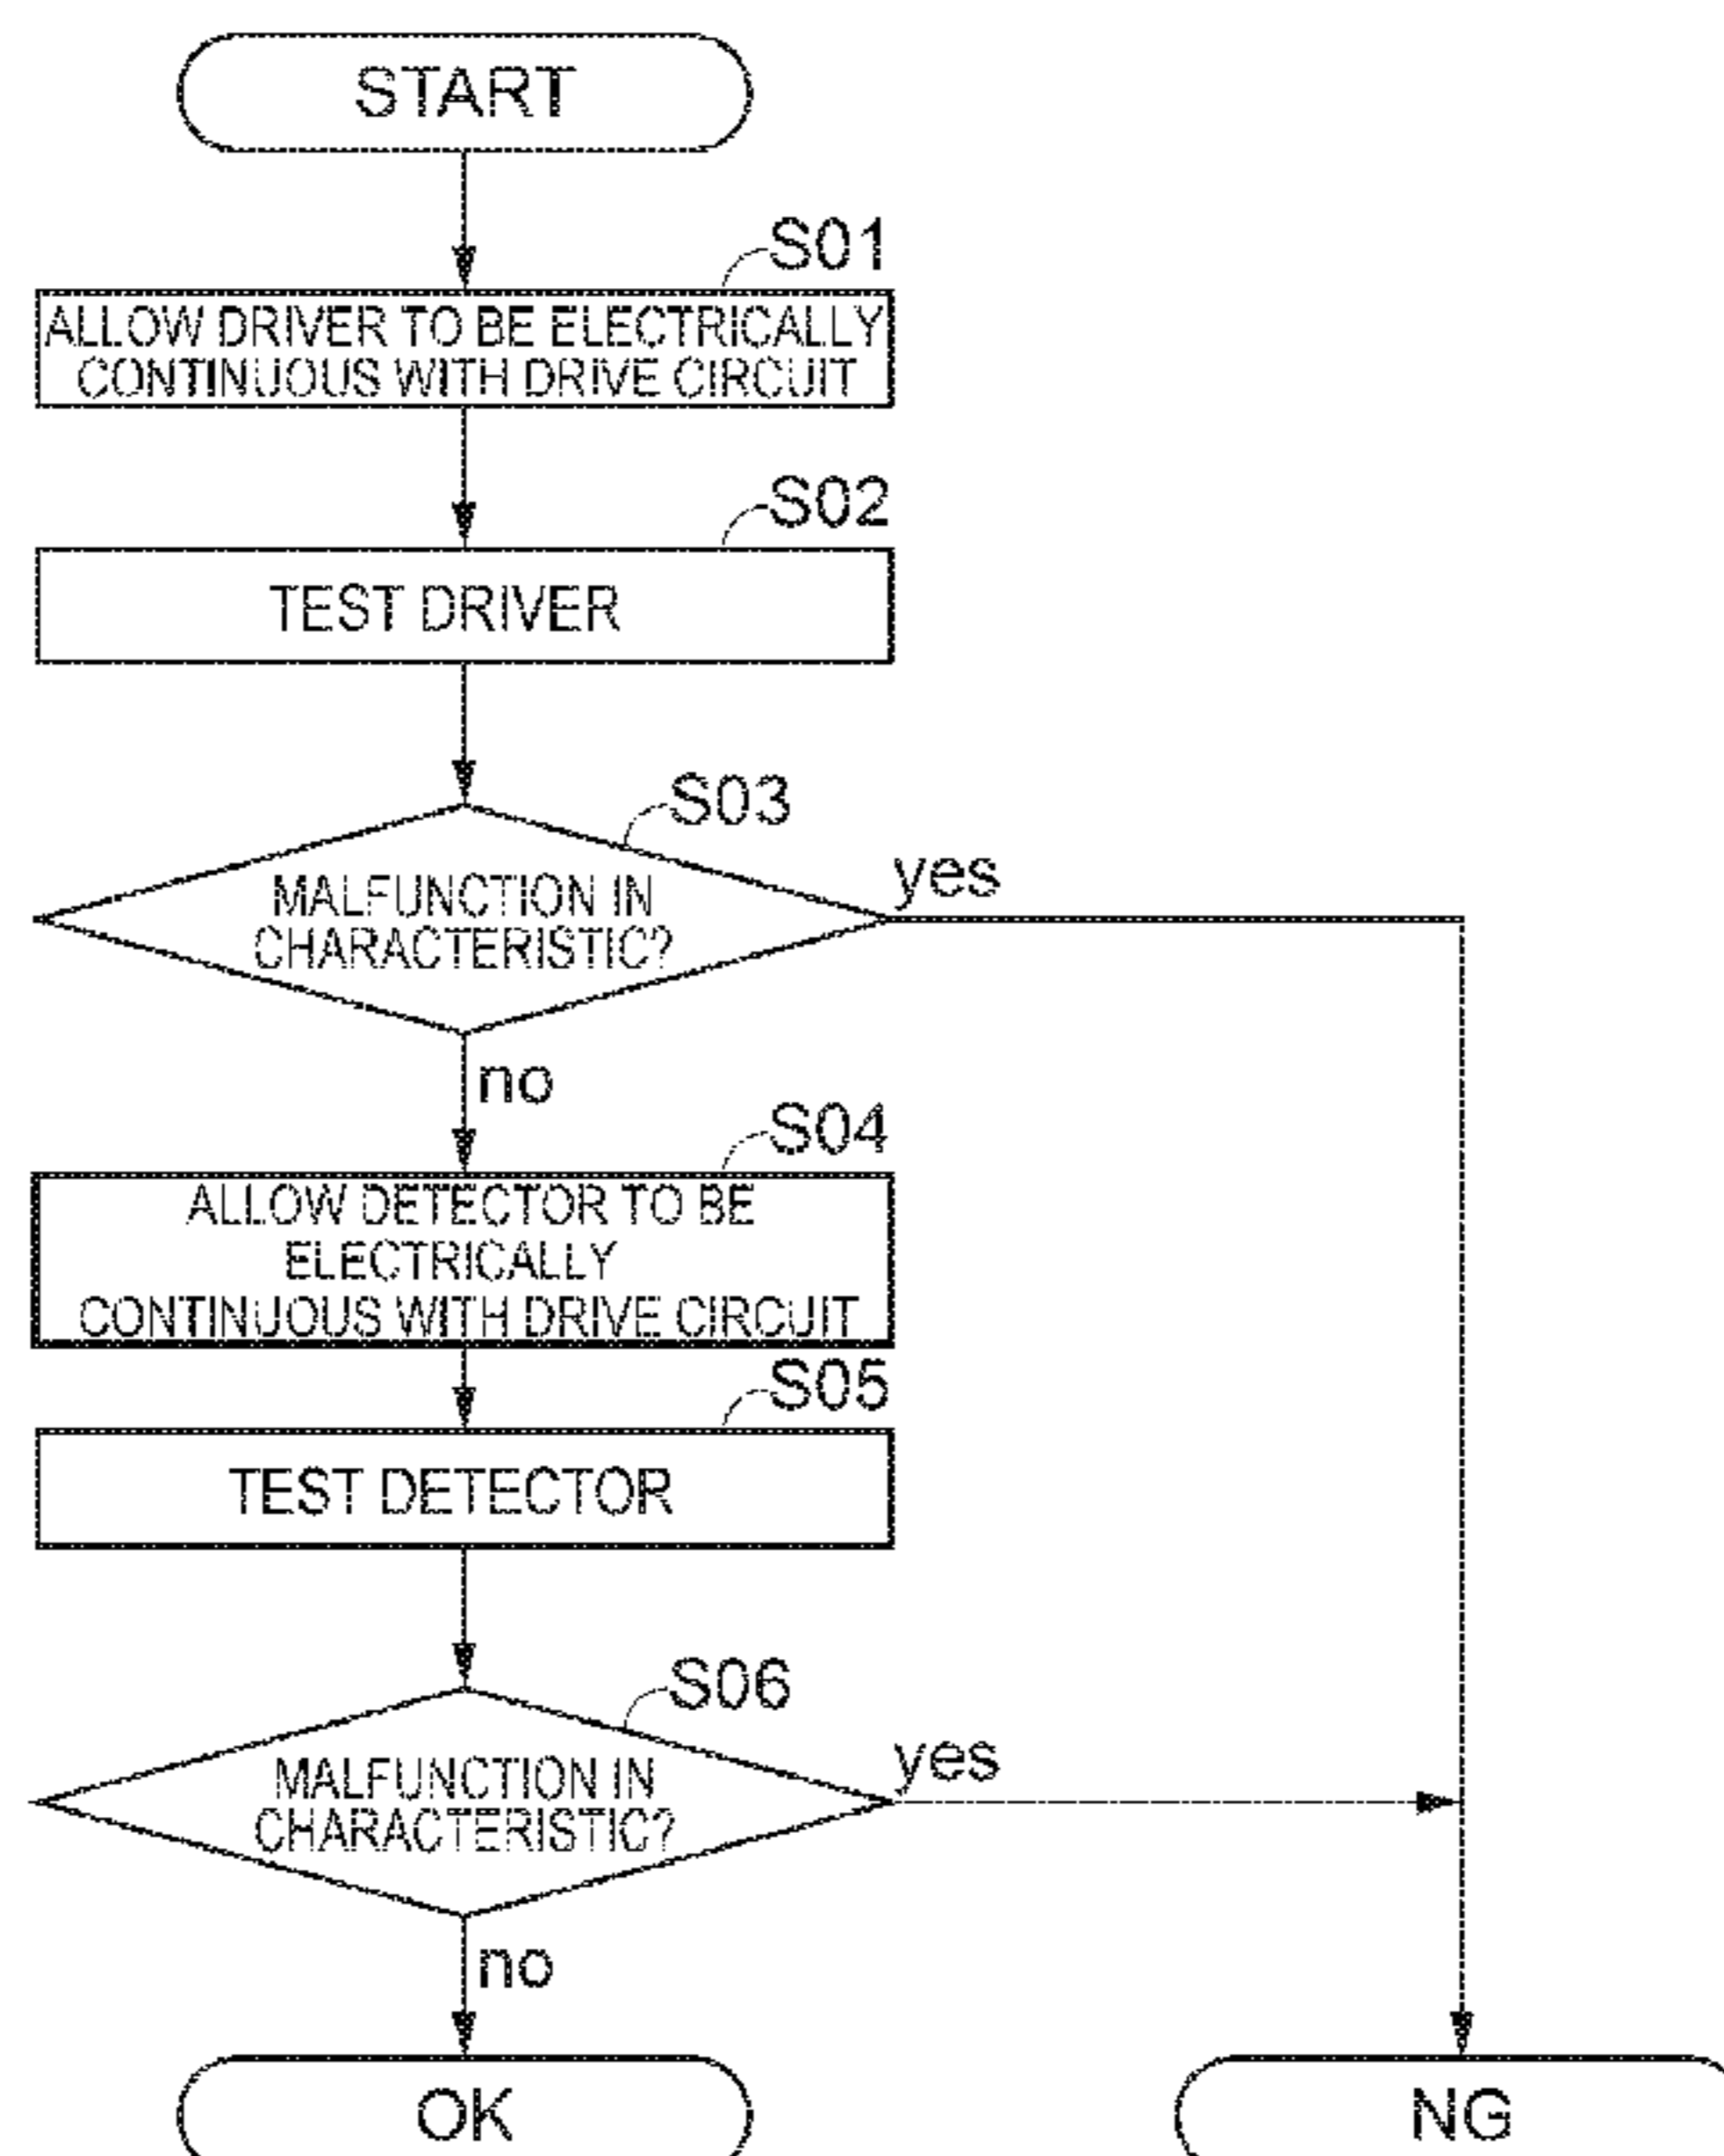 START
S01
ALLOW DRIVER TO BE ELECTRICALLY
CONTINUOUS WITH DRIVE CIRCUIT
S02
TEST DRIVER
S03
MALFUNCTION IN
CHARACTERISTIC?
yes
no
S04
ALLOW DETECTOR TO BE
ELECTRICALLY
CONTINUOUS WITH DRIVE CIRCUIT
S05
TEST DETECTOR
S06
MALFUNCTION IN
CHARACTERISTIC?
yes
no
OK
NG